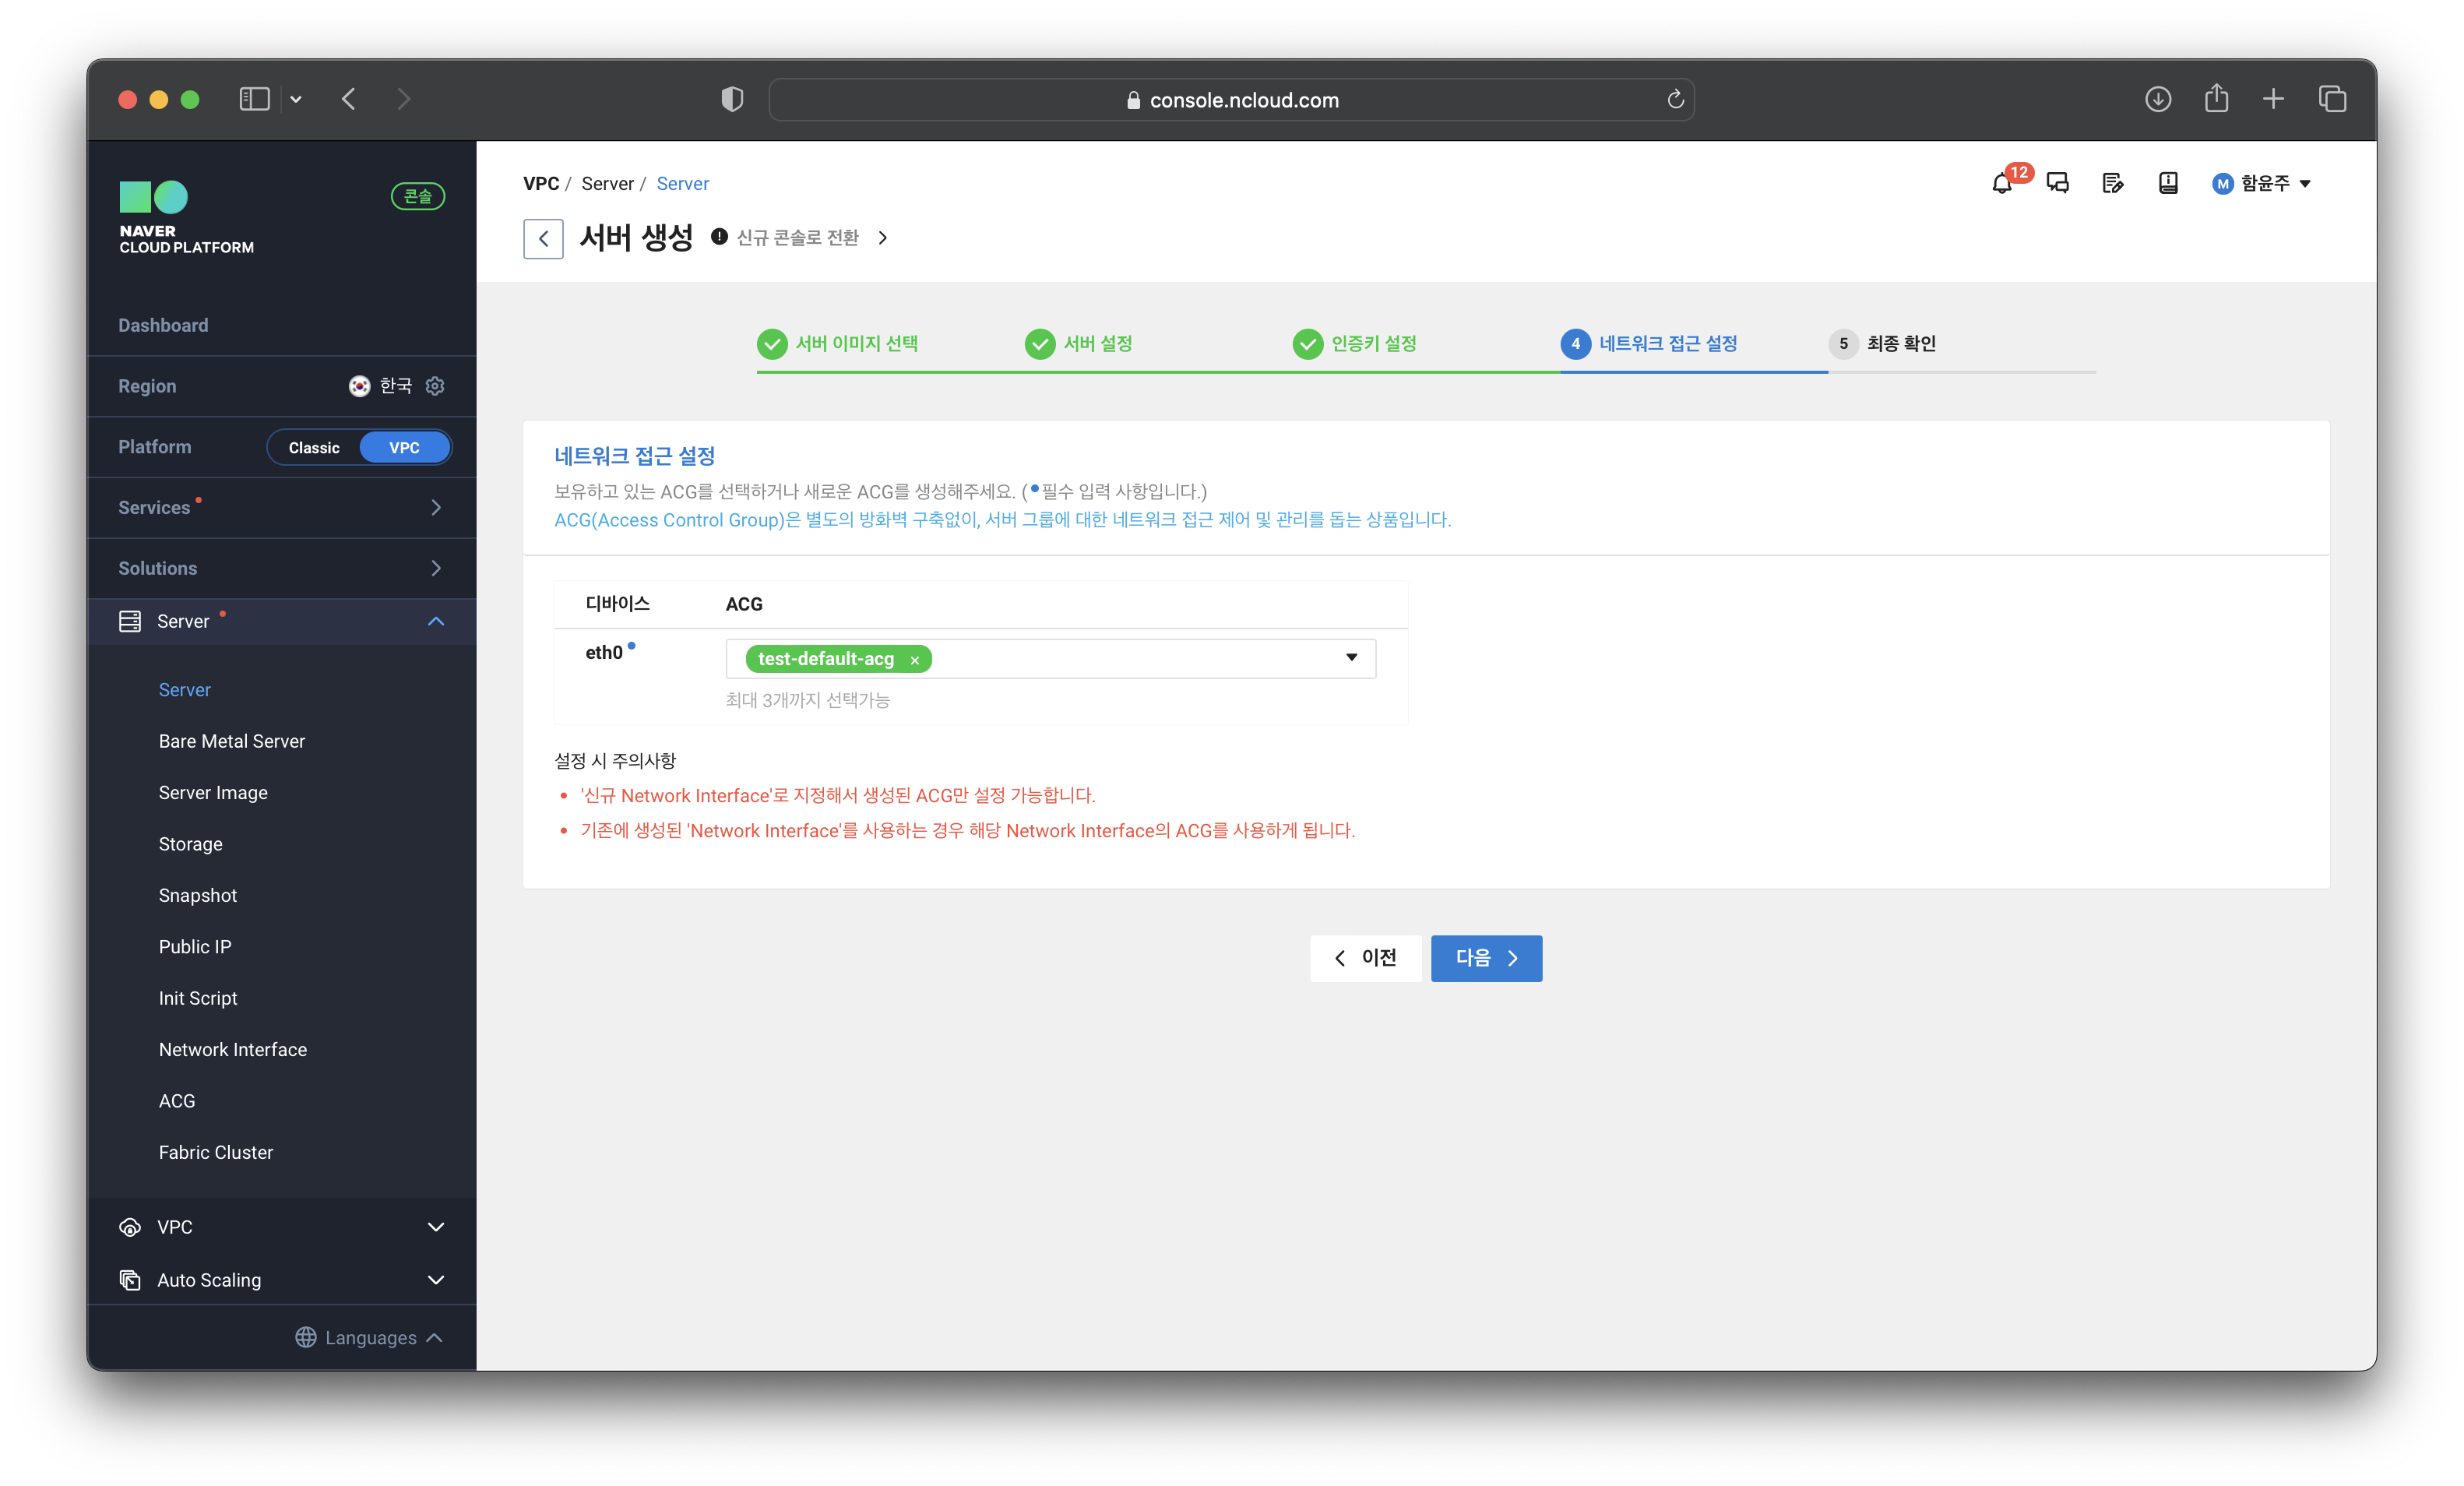 console.ncloud.com
NAVER
CLOUD PLATFORM
콘솔
Dashboard
Region
한국
Platform
Classic
VPC
Services
Solutions
Server
Server
Bare Metal Server
Server Image
Storage
Snapshot
Public IP
Init Script
Network Interface
ACG
Fabric Cluster
VPC
Auto Scaling
Languages
VPC / Server / Server
12
M 함윤주
서버 생성
신규 콘솔로 전환
서버 이미지 선택
서버 설정
인증키 설정
4 네트워크 접근 설정
5 최종 확인
네트워크 접근 설정
보유하고 있는 ACG를 선택하거나 새로운 ACG를 생성해주세요. ( 필수 입력 사항입니다.)
ACG(Access Control Group)은 별도의 방화벽 구축없이, 서버 그룹에 대한 네트워크 접근 제어 및 관리를 돕는 상품입니다.
디바이스 ACG
eth0
test-default-acg ×
최대 3개까지 선택가능
설정 시 주의사항
• '신규 Network Interface'로 지정해서 생성된 ACG만 설정 가능합니다.
• 기존에 생성된 'Network Interface'를 사용하는 경우 해당 Network Interface의 ACG를 사용하게 됩니다.
이전
다음